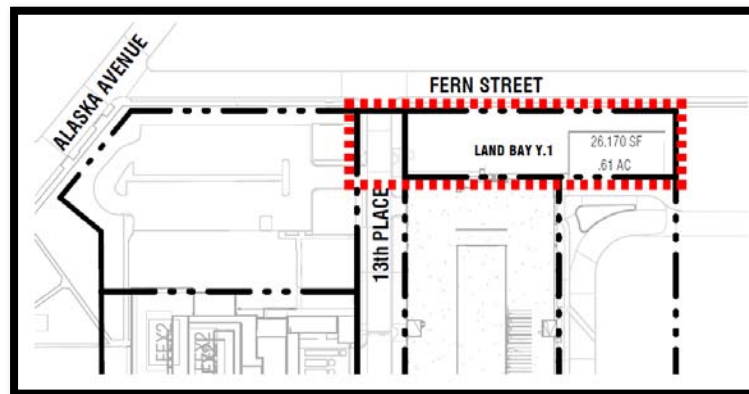 ALASKA AVENUE
FERN STREET
LAND BAY Y.1
26,170 SF
.61 AC
13th PLACE